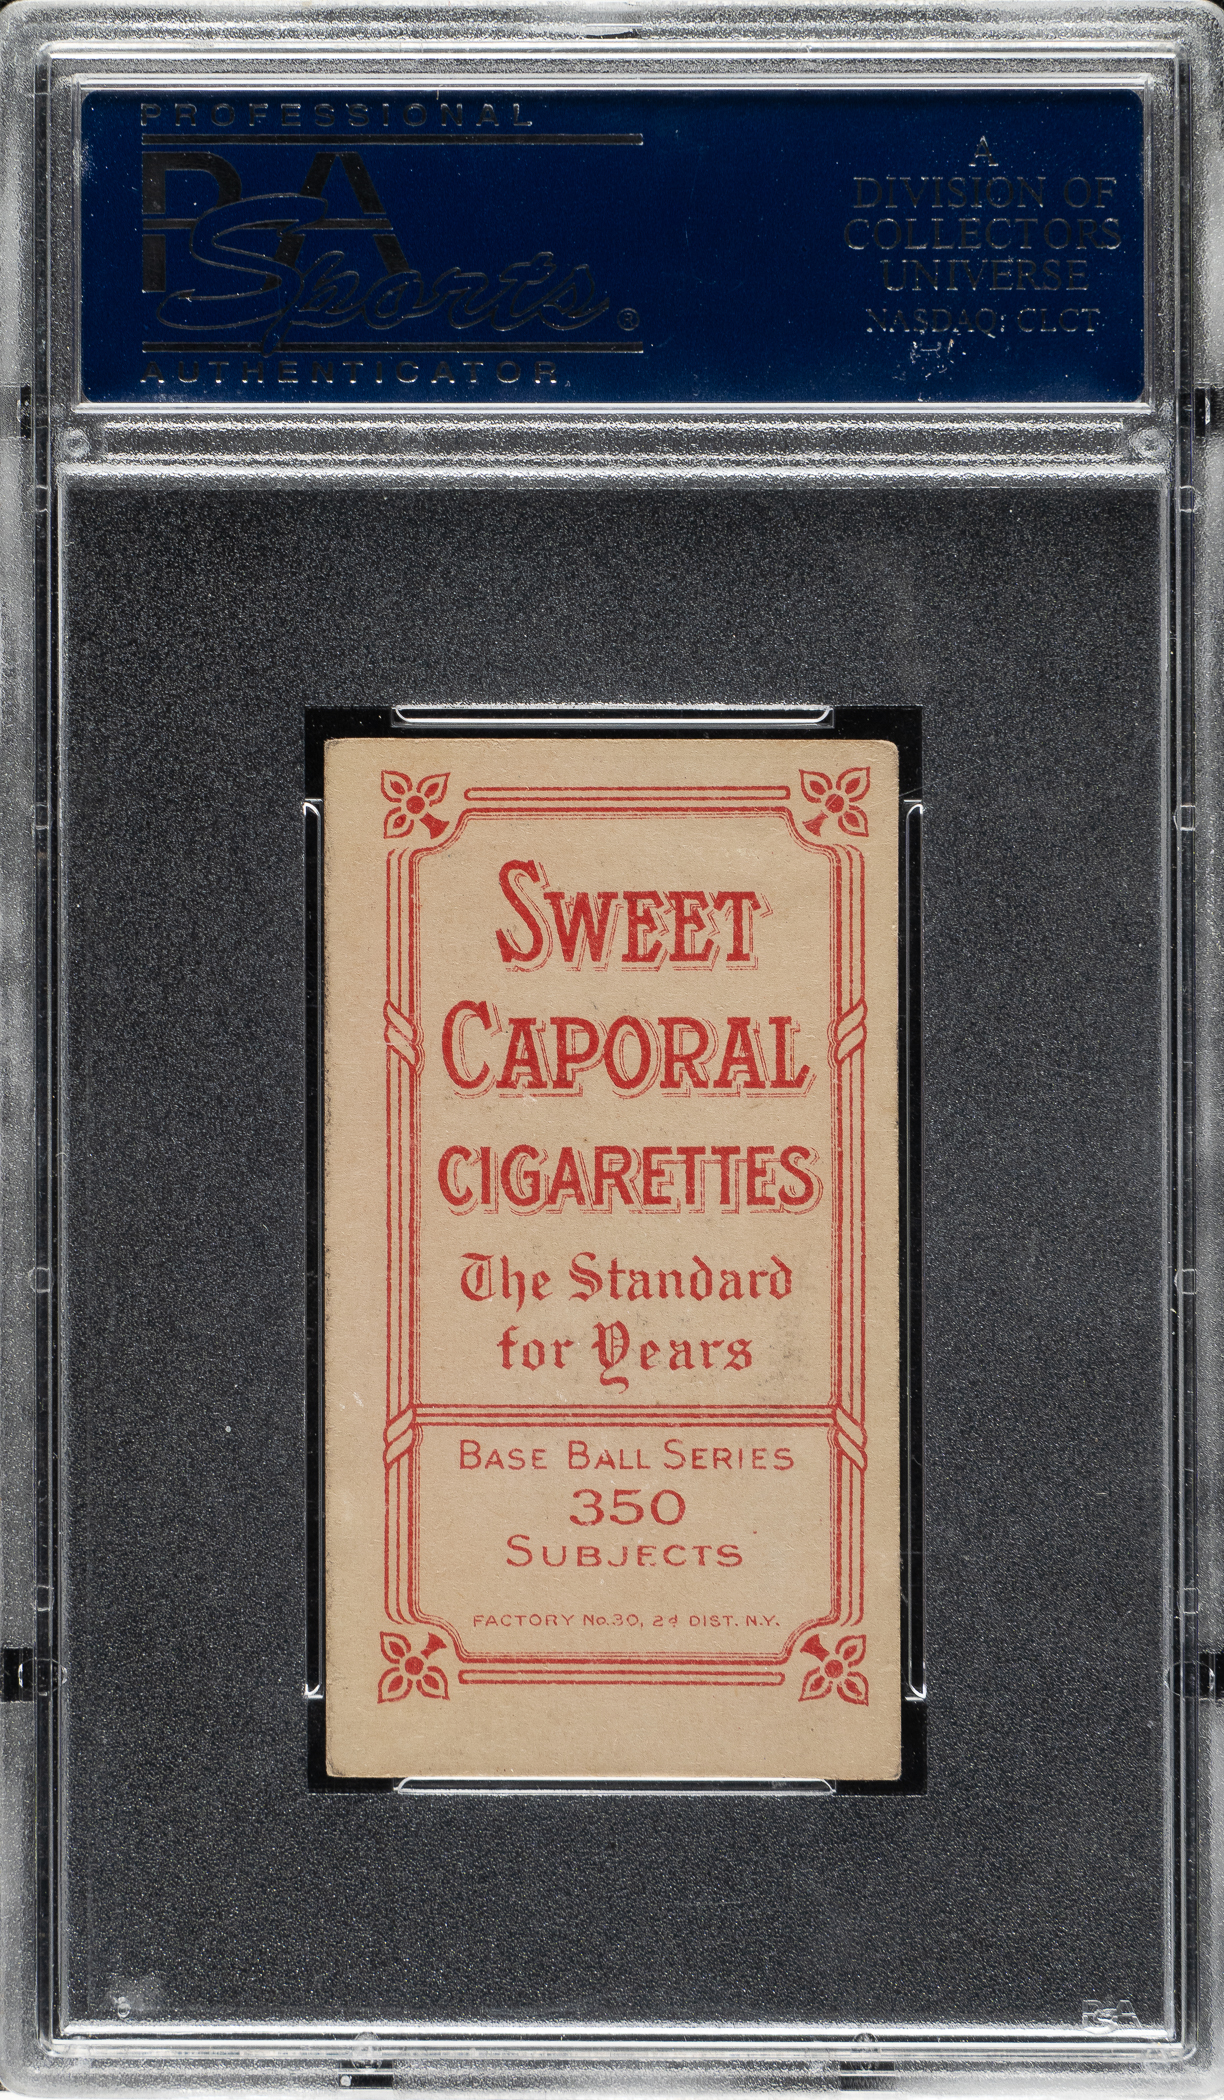 PROFESSIONAL
PSA
Sports®
AUTHENTICATOR
A
DIVISION OF
COLLECTORS
UNIVERSE
NASDAQ: CLCT
SWEET
CAPORAL
CIGARETTES
The Standard
for Years
BASE BALL SERIES
350
SUBJECTS
FACTORY No. 30, 2d DIST. N.Y.
PSA